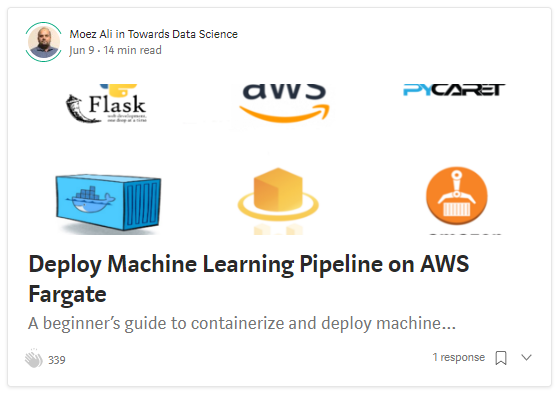 Moez Ali in Towards Data Science
Jun 9 · 14 min read
Flask
web development,
one drop at a time
aws
PYCARET
Deploy Machine Learning Pipeline on AWS
Fargate
A beginner's guide to containerize and deploy machine...
339
1 response